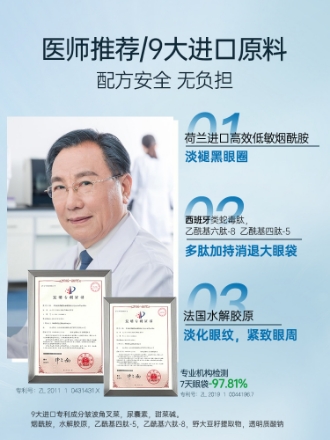 医师推荐/9大进口原料
配方安全 无负担
01
荷兰进口高效低敏烟酰胺
淡褪黑眼圈
02
西班牙类蛇毒肽,
乙酰基六肽-8 乙酰基四肽-5
多肽加持消退大眼袋
03
法国水解胶原
淡化眼纹,紧致眼周
专业机构检测
7天眼袋-97.81%
9大进口专利成分皱波角叉菜、尿囊素、甜菜碱、
烟酰胺、水解胶原、乙酰基四肽-5、乙酰基六肽-8、野大豆籽提取物、透明质酸钠